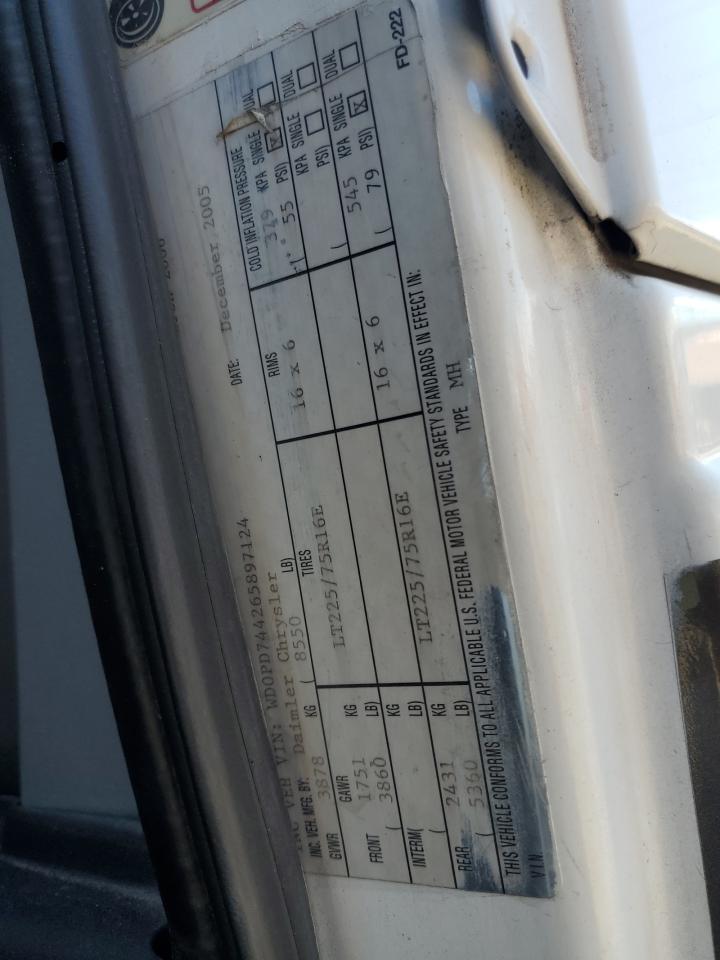 INC VEH VIN: WD0PD744265897124
INC. VEH. MFG. BY: Daimler Chrysler DATE: December 2005
GVWR 3878 KG ( 8550 LB)
GAWR TIRES RIMS COLD INFLATION PRESSURE
FRONT 1751 KG LT225/75R16E 16 x 6 379 KPA SINGLE ☒ DUAL ☐
( 3860 LB) ( 55 PSI)
INTERM( KG KPA SINGLE ☐ DUAL ☐
( LB) ( PSI)
REAR 2431 KG LT225/75R16E 16 x 6 545 KPA SINGLE ☒ DUAL ☐
( 5360 LB) ( 79 PSI)
THIS VEHICLE CONFORMS TO ALL APPLICABLE U.S. FEDERAL MOTOR VEHICLE SAFETY STANDARDS IN EFFECT IN:
V.I.N. TYPE MH FD-222